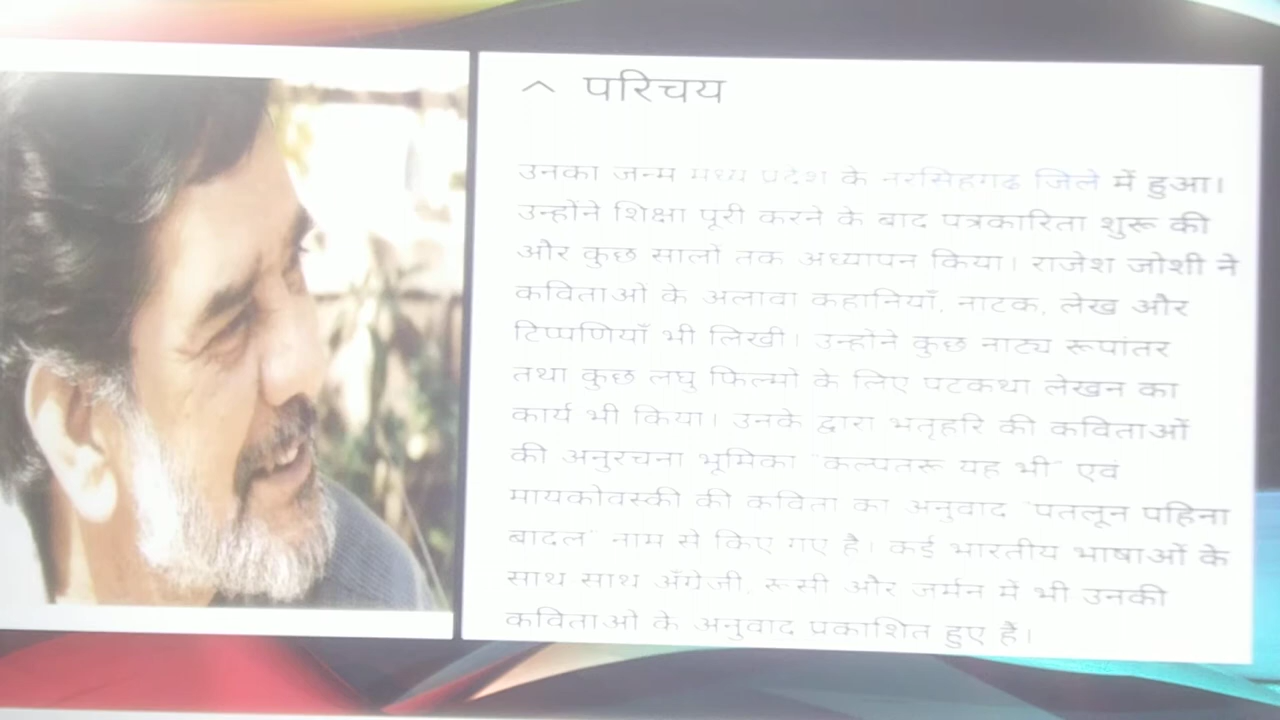 ^ परिचय
उनका जन्म मध्य प्रदेश के नरसिंहगढ जिले में हुआ।
उन्होंने शिक्षा पूरी करने के बाद पत्रकारिता शुरू की
और कुछ सालों तक अध्यापन किया। राजेश जोशी ने
कविताओं के अलावा कहानियाँ, नाटक, लेख और
टिप्पणियाँ भी लिखी। उन्होंने कुछ नाट्य रूपांतर
तथा कुछ लघु फिल्मों के लिए पटकथा लेखन का
कार्य भी किया। उनके द्वारा भतृहरि की कविताओं
की अनुरचना भूमिका "कल्पतरू यह भी" एवं
मायकोवस्की की कविता का अनुवाद "पतलून पहिना
बादल" नाम से किए गए है। कई भारतीय भाषाओं के
साथ साथ अँग्रेजी, रूसी और जर्मन में भी उनकी
कविताओं के अनुवाद प्रकाशित हुए हैं।